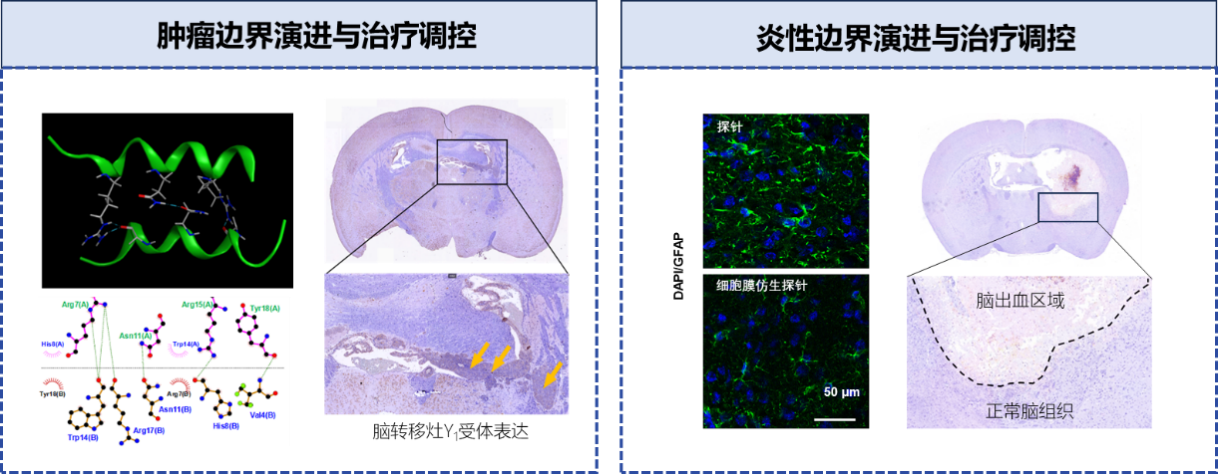 肿瘤边界演进与治疗调控
Arg7(A)
Arg15(A)
Tyr18(A)
Asn11(A)
His8(A)
Trp14(A)
Tyr18(B)
Arg7(B)
Asn11(B)
Val4(B)
His8(B)
Arg17(B)
Trp14(B)
脑转移灶Y₁受体表达
炎性边界演进与治疗调控
DAPI/GFAP
探针
细胞膜仿生探针
50 μm
脑出血区域
正常脑组织